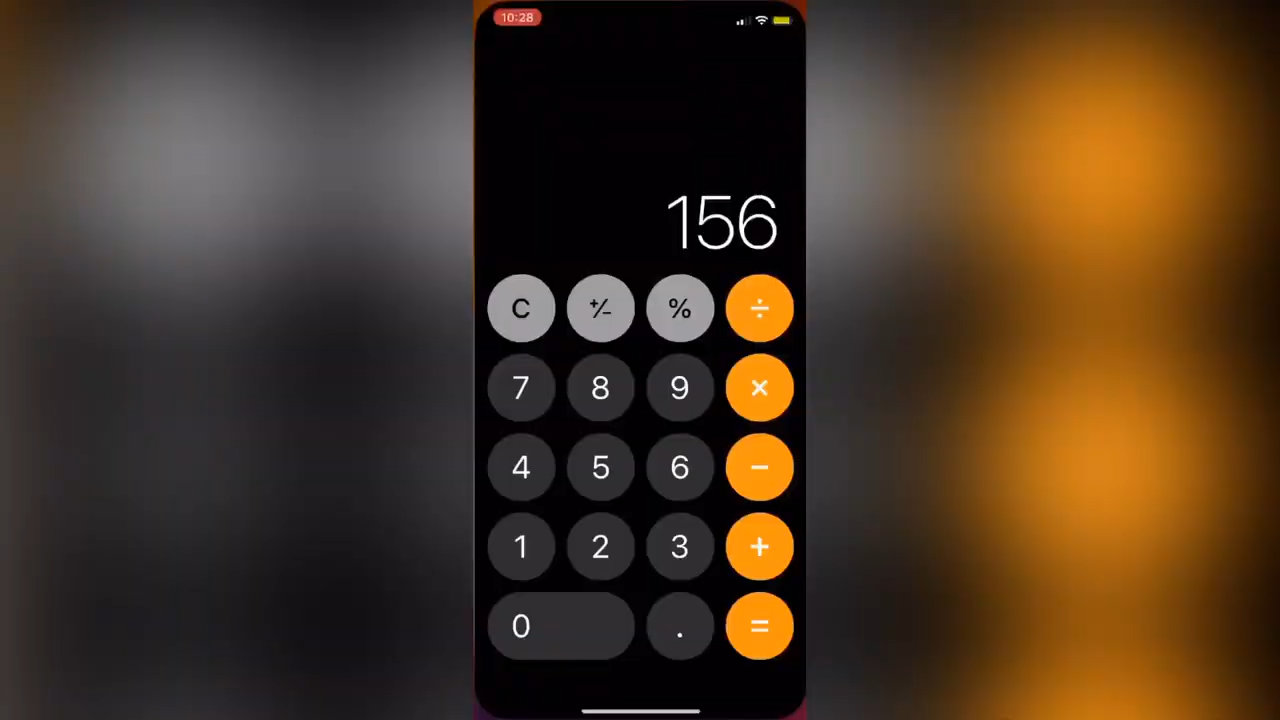 10:28
156
C +/- % ÷
7 8 9 ×
4 5 6 −
1 2 3 +
0 . =